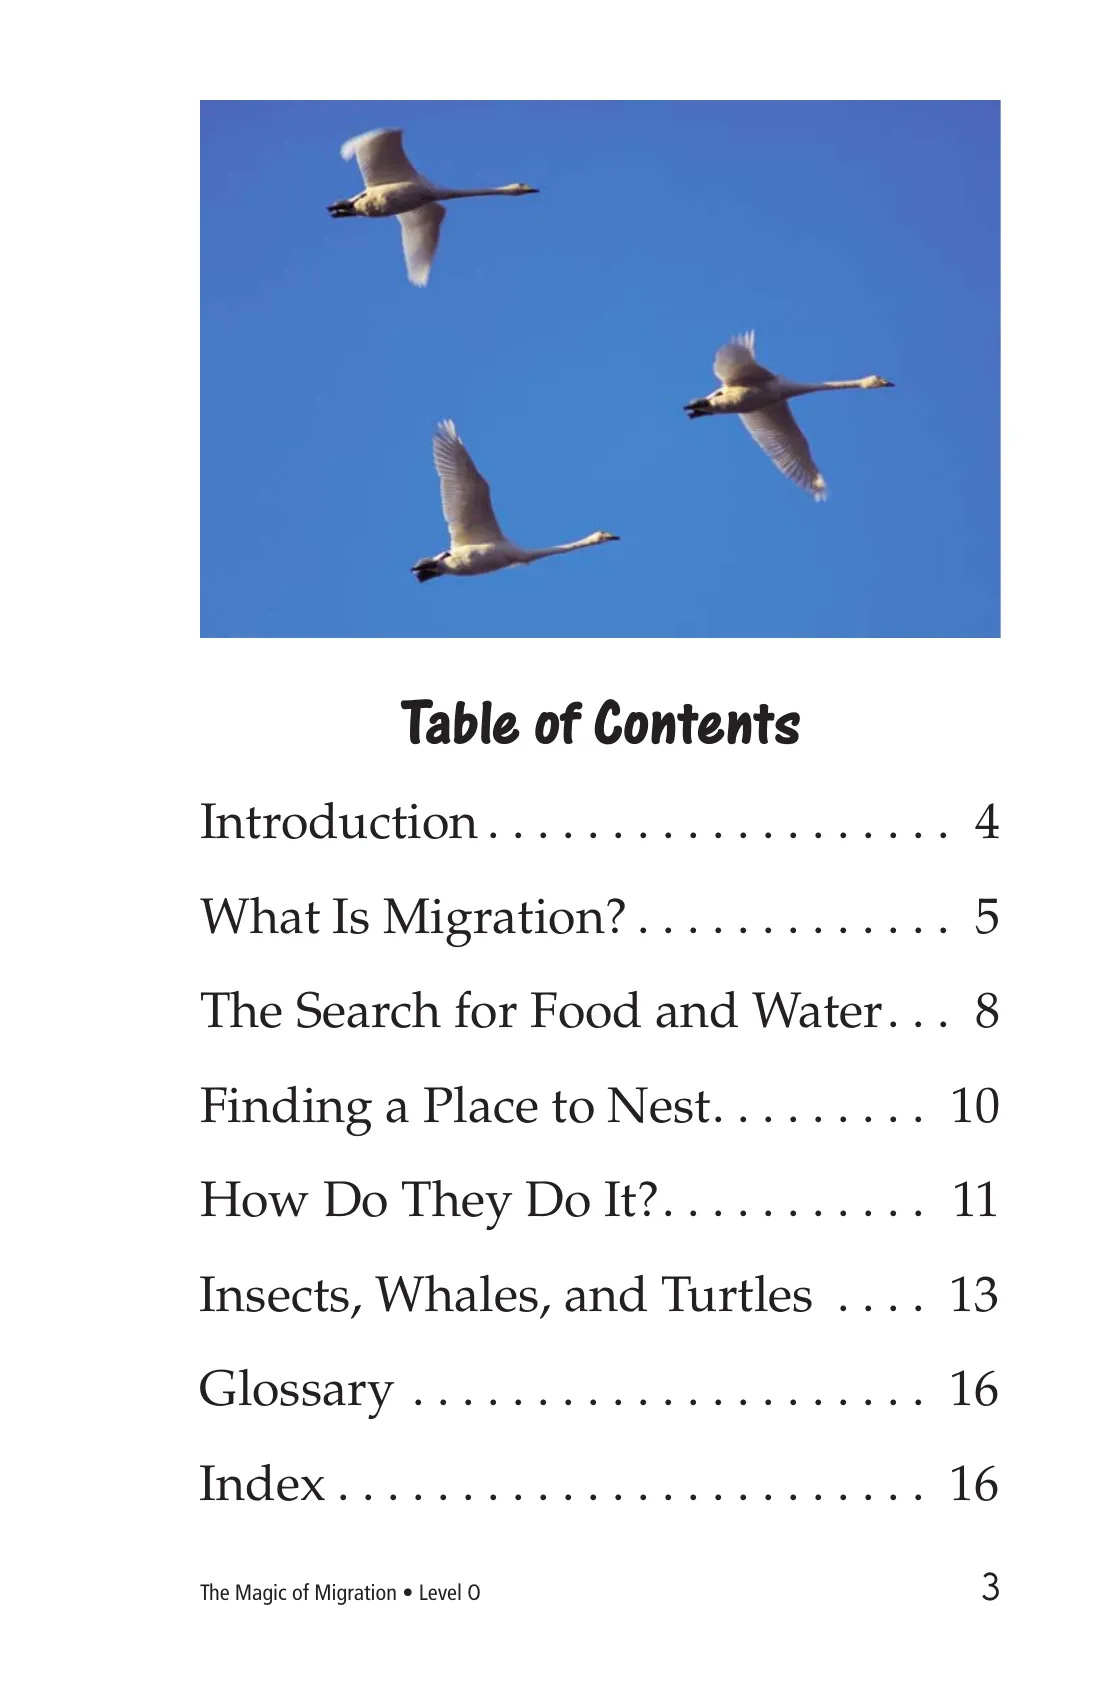 Table of Contents
Introduction . . . . . . . . . . . . . . . . . . . 4
What Is Migration? . . . . . . . . . . . . . 5
The Search for Food and Water. . . 8
Finding a Place to Nest. . . . . . . . . 10
How Do They Do It?. . . . . . . . . . . 11
Insects, Whales, and Turtles . . . . 13
Glossary . . . . . . . . . . . . . . . . . . . . . 16
Index . . . . . . . . . . . . . . . . . . . . . . . . 16
The Magic of Migration • Level O 3